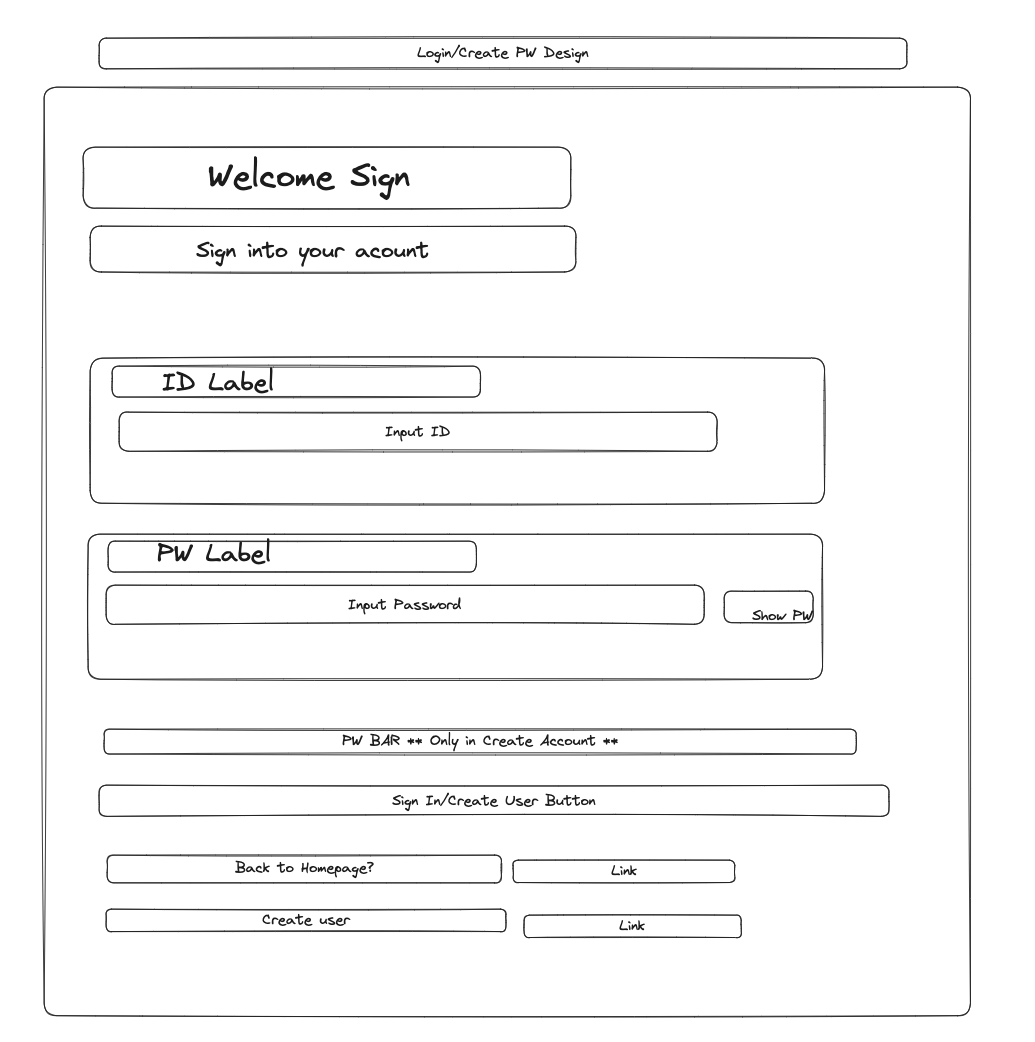 Login/Create PW Design
Welcome Sign
Sign into your acount
ID Label
Input ID
PW Label
Input Password
Show PW
PW BAR ** Only in Create Account **
Sign In/Create User Button
Back to Homepage?
Link
Create user
Link